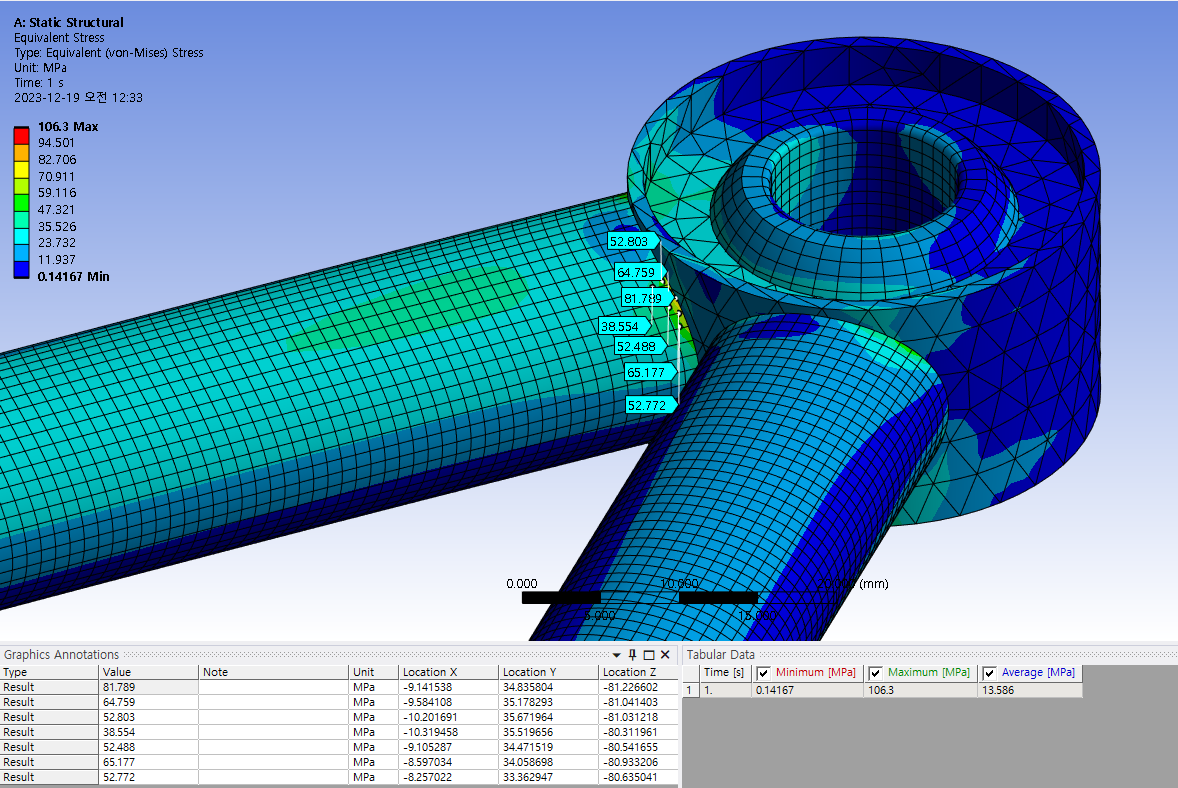 A: Static Structural
Equivalent Stress
Type: Equivalent (von-Mises) Stress
Unit: MPa
Time: 1 s
2023-12-19 오전 12:33
106.3 Max
94.501
82.706
70.911
59.116
47.321
35.526
23.732
11.937
0.14167 Min
52.803
64.759
81.789
38.554
52.488
65.177
52.772
0.000 10.000 (mm)
5.000 15.000
Graphics Annotations
Type Value Note Unit Location X Location Y Location Z
Result 81.789 MPa -9.141538 34.835804 -81.226602
Result 64.759 MPa -9.584108 35.178293 -81.041403
Result 52.803 MPa -10.201691 35.671964 -81.031218
Result 38.554 MPa -10.319458 35.519656 -80.311961
Result 52.488 MPa -9.105287 34.471519 -80.541655
Result 65.177 MPa -8.597034 34.058698 -80.933206
Result 52.772 MPa -8.257022 33.362947 -80.635041
Tabular Data
Time [s] Minimum [MPa] Maximum [MPa] Average [MPa]
1 1. 0.14167 106.3 13.586